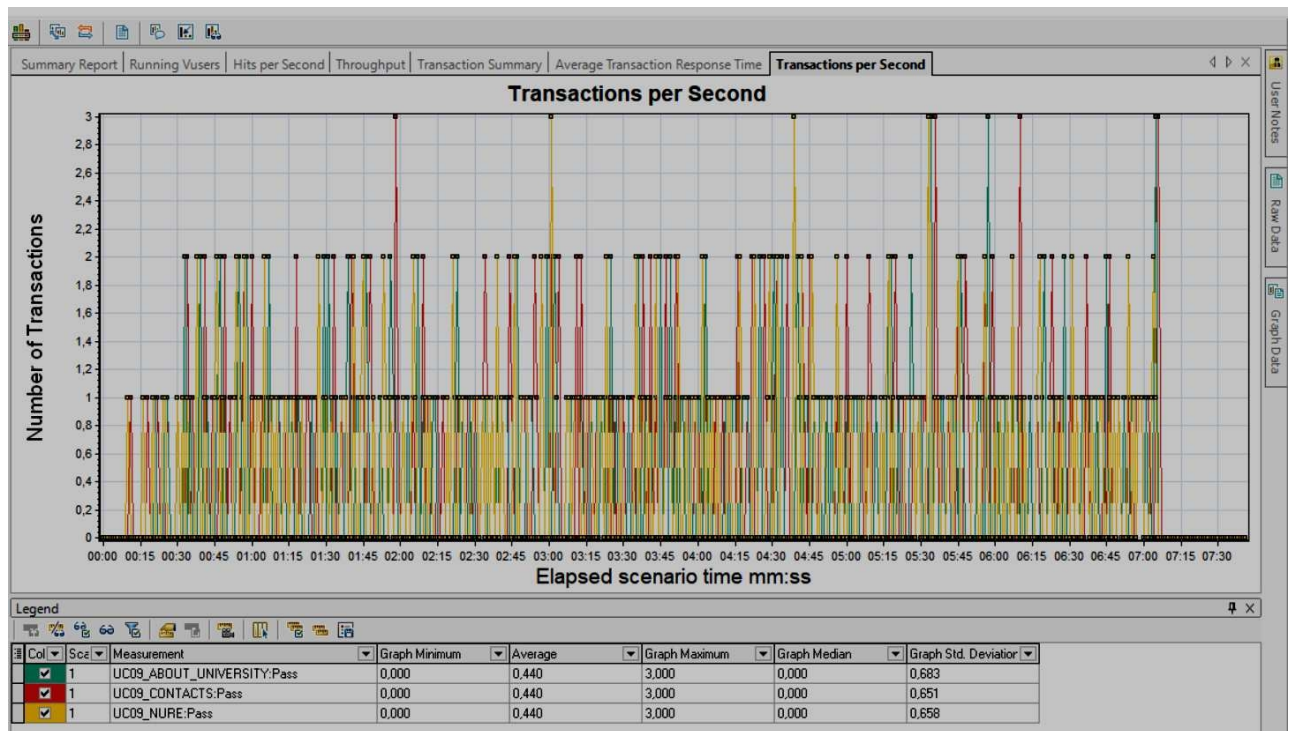 Summary Report Running Vusers Hits per Second Throughput Transaction Summary Average Transaction Response Time Transactions per Second
Transactions per Second
Number of Transactions
3
2,8
2,6
2,4
2,2
2
1,8
1,6
1,4
1,2
1
0,8
0,6
0,4
0,2
0
00:00 00:15 00:30 00:45 01:00 01:15 01:30 01:45 02:00 02:15 02:30 02:45 03:00 03:15 03:30 03:45 04:00 04:15 04:30 04:45 05:00 05:15 05:30 05:45 06:00 06:15 06:30 06:45 07:00 07:15 07:30
Elapsed scenario time mm:ss
User Notes
Raw Data
Graph Data
Legend
Col Sca Measurement Graph Minimum Average Graph Maximum Graph Median Graph Std. Deviation
1 UC09_ABOUT_UNIVERSITY:Pass 0,000 0,440 3,000 0,000 0,683
1 UC09_CONTACTS:Pass 0,000 0,440 3,000 0,000 0,651
1 UC09_NURE:Pass 0,000 0,440 3,000 0,000 0,658